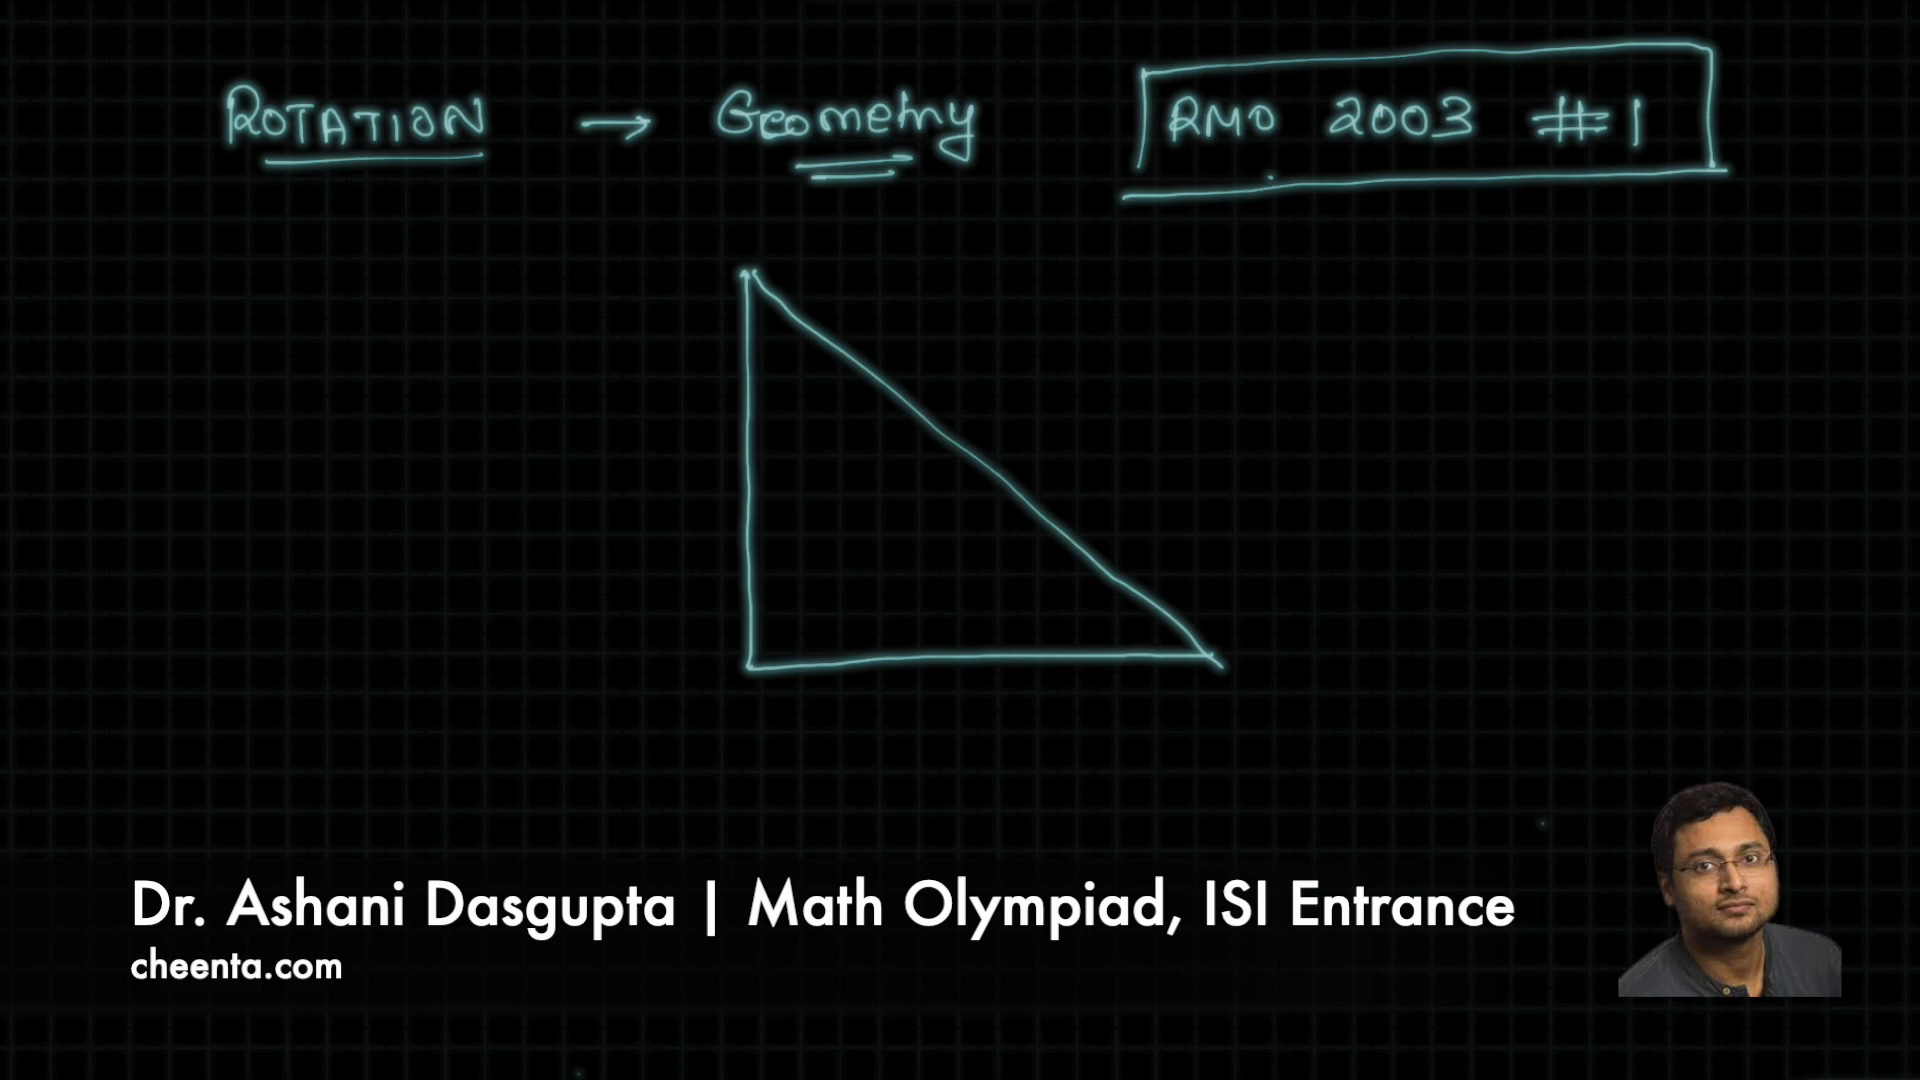 ROTATION → Geometry RMO 2003 #1
Dr. Ashani Dasgupta | Math Olympiad, ISI Entrance
cheenta.com